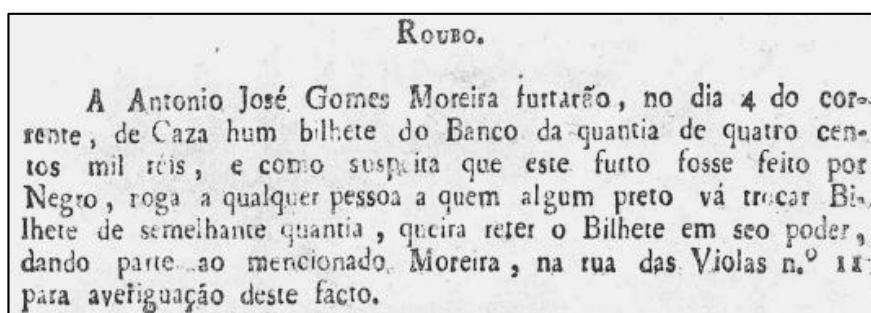 ROUBO.
A Antonio José Gomes Moreira furtarão, no dia 4 do cor-
rente, de Caza hum bilhete do Banco da quantia de quatro cen-
tos mil réis, e como suspeita que este furto fosse feito por
Negro, roga a qualquer pessoa a quem algum preto vá trocar Bi-
lhete de semelhante quantia, queira reter o Bilhete em seo poder,
dando parte ao mencionado Moreira, na rua das Violas n.º 11
para averiguação deste facto.